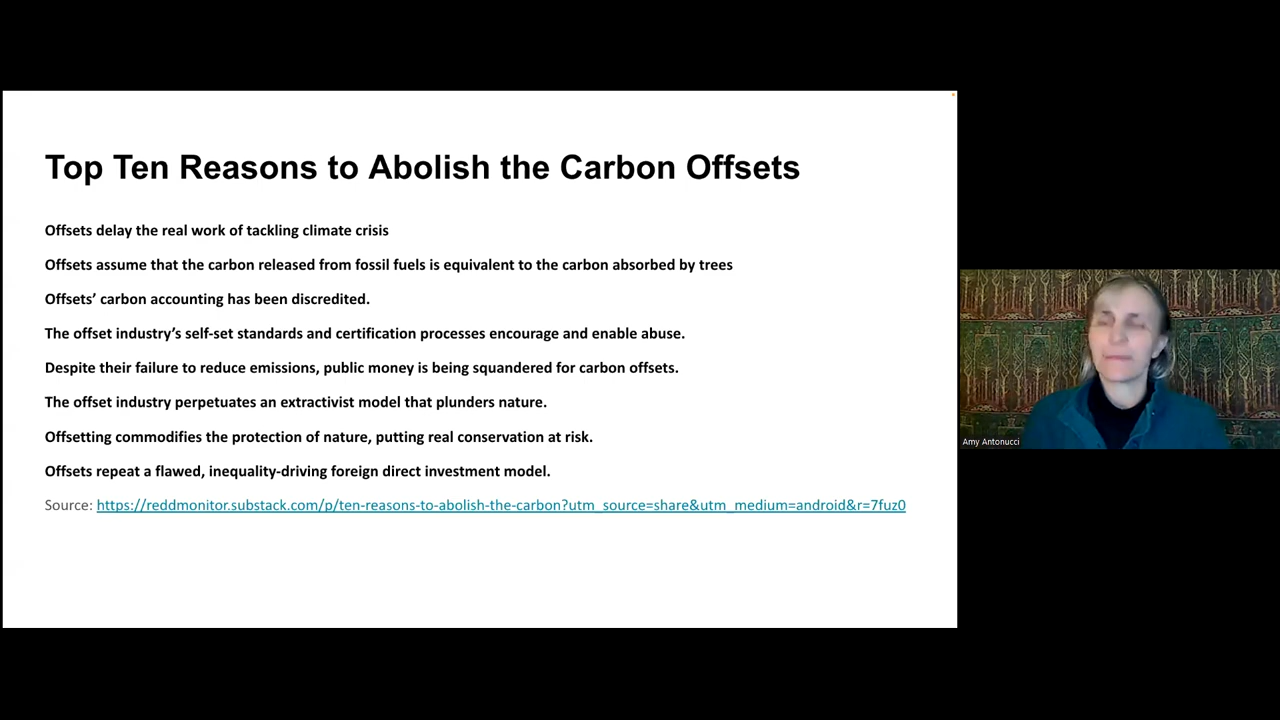 Top Ten Reasons to Abolish the Carbon Offsets
Offsets delay the real work of tackling climate crisis
Offsets assume that the carbon released from fossil fuels is equivalent to the carbon absorbed by trees
Offsets’ carbon accounting has been discredited.
The offset industry’s self-set standards and certification processes encourage and enable abuse.
Despite their failure to reduce emissions, public money is being squandered for carbon offsets.
The offset industry perpetuates an extractivist model that plunders nature.
Offsetting commodifies the protection of nature, putting real conservation at risk.
Offsets repeat a flawed, inequality-driving foreign direct investment model.
Source: https://reddmonitor.substack.com/p/ten-reasons-to-abolish-the-carbon?utm_source=share&utm_medium=android&r=7fuz0
Amy Antonucci